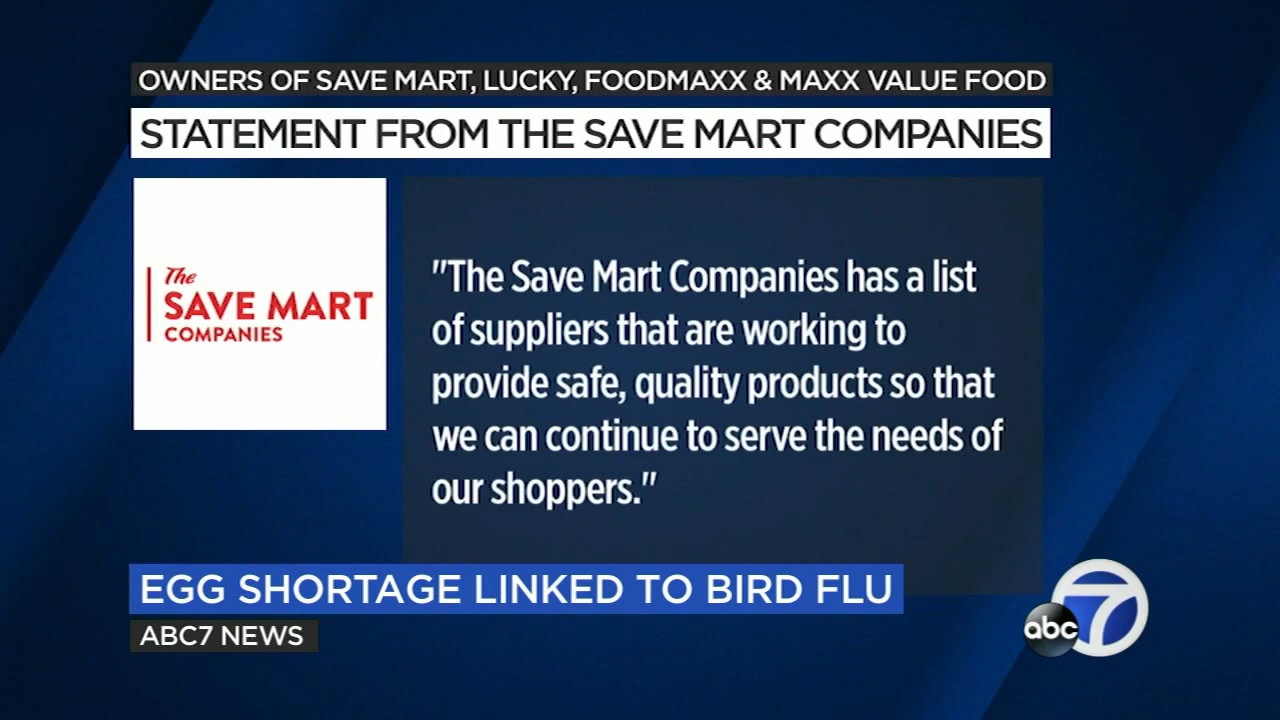 OWNERS OF SAVE MART, LUCKY, FOODMAXX & MAXX VALUE FOOD
STATEMENT FROM THE SAVE MART COMPANIES
The
SAVE MART
COMPANIES
"The Save Mart Companies has a list
of suppliers that are working to
provide safe, quality products so that
we can continue to serve the needs of
our shoppers."
EGG SHORTAGE LINKED TO BIRD FLU
ABC7 NEWS
abc 7